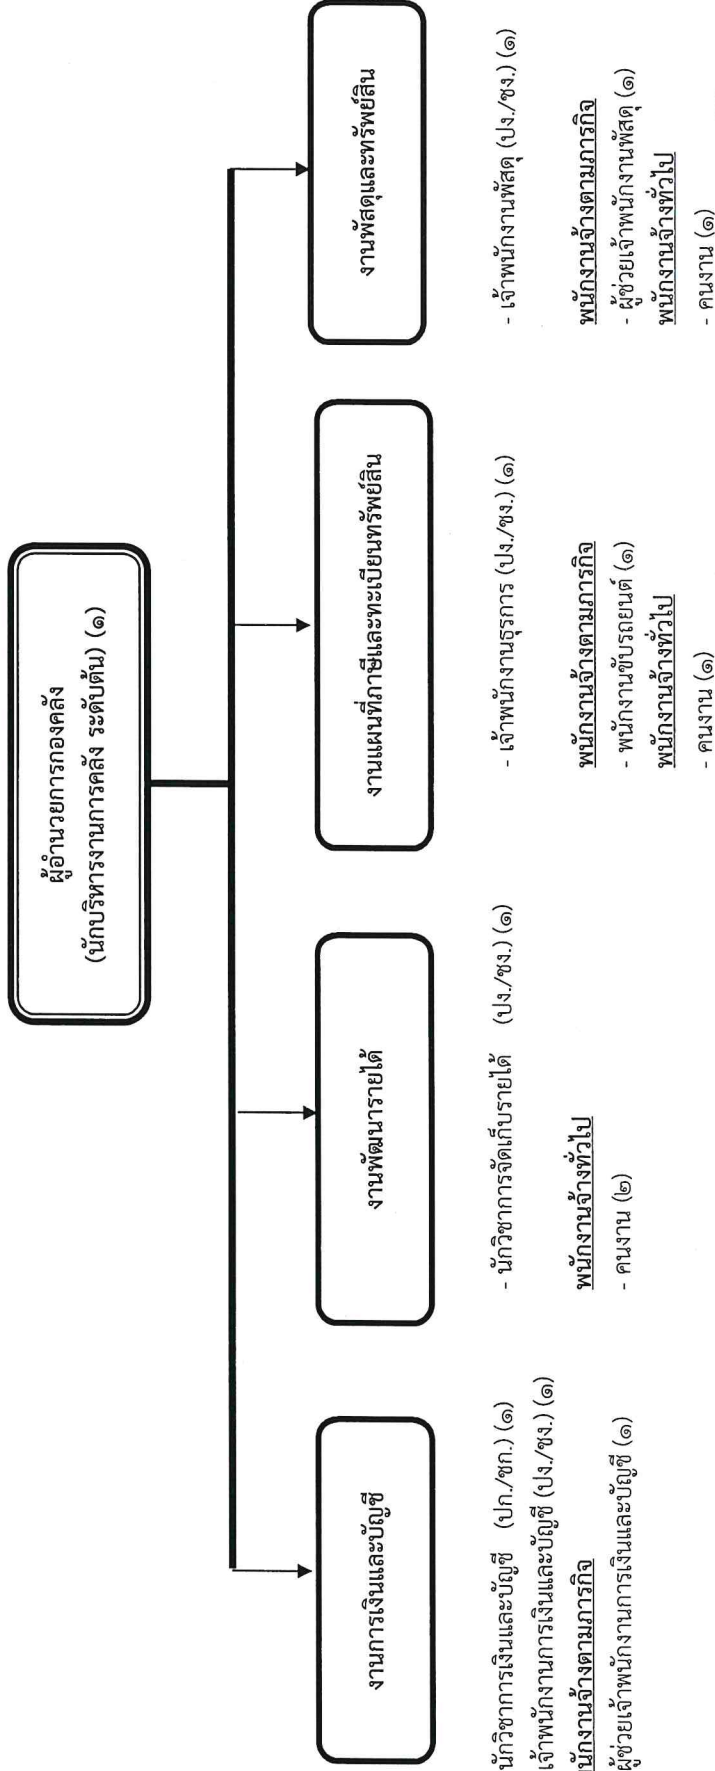 ผู้อำนวยการกองคลัง
(นักบริหารงานการคลัง ระดับต้น) (๑)
งานการเงินและบัญชี
นักวิชาการเงินและบัญชี (ปก./ชก.) (๑)
เจ้าพนักงานการเงินและบัญชี (ปง./ชง.) (๑)
พนักงานจ้างตามภารกิจ
ผู้ช่วยเจ้าพนักงานการเงินและบัญชี (๑)
งานพัฒนารายได้
- นักวิชาการจัดเก็บรายได้ (ปง./ชง.) (๑)
พนักงานจ้างทั่วไป
- คนงาน (๒)
งานแผนที่ภาษีและทะเบียนทรัพย์สิน
- เจ้าพนักงานธุรการ (ปง./ชง.) (๑)
พนักงานจ้างตามภารกิจ
- พนักงานขับรถยนต์ (๑)
พนักงานจ้างทั่วไป
- คนงาน (๑)
งานพัสดุและทรัพย์สิน
- เจ้าพนักงานพัสดุ (ปง./ชง.) (๑)
พนักงานจ้างตามภารกิจ
- ผู้ช่วยเจ้าพนักงานพัสดุ (๑)
พนักงานจ้างทั่วไป
- คนงาน (๑)